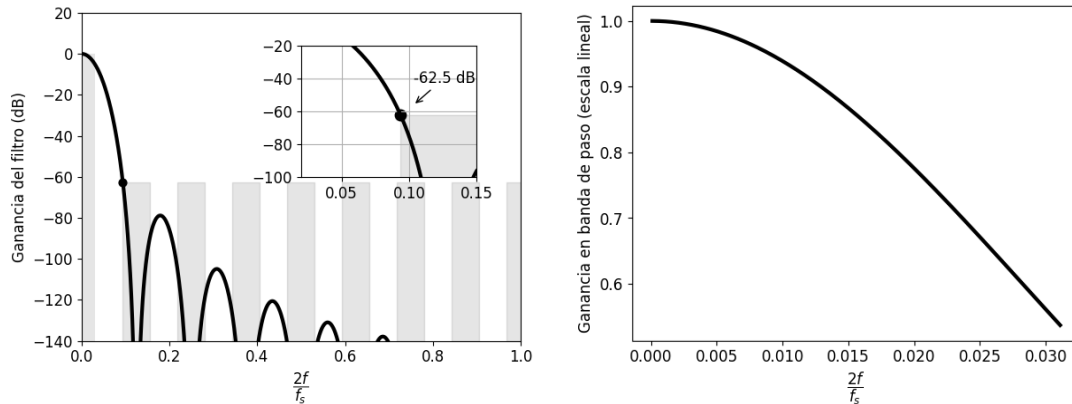 Ganancia del filtro (dB)
20
0
−20
−40
−60
−80
−100
−120
−140
0.0 0.2 0.4 0.6 0.8 1.0
2f
f_s
−20
−40
−60
−80
−100
0.05 0.10 0.15
-62.5 dB
Ganancia en banda de paso (escala lineal)
1.0
0.9
0.8
0.7
0.6
0.000 0.005 0.010 0.015 0.020 0.025 0.030
2f
f_s